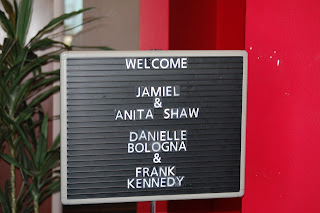 WELCOME
JAMIEL
&
ANITA SHAW
DANIELLE
BOLOGNA
&
FRANK
KENNEDY